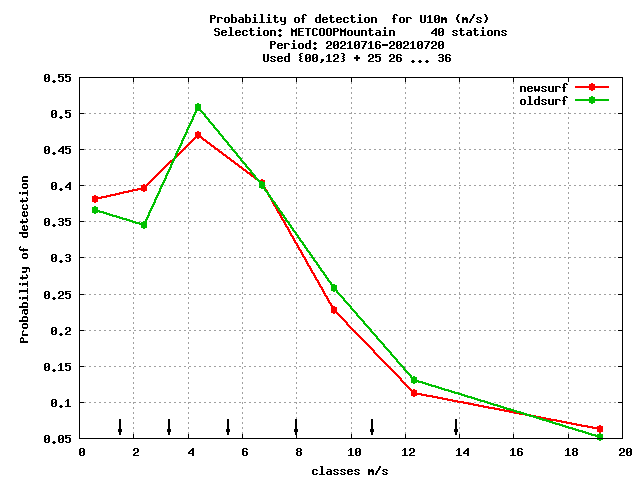 Probability of detection  for U10m (m/s)
Selection: METCOOPMountain     40 stations
Period: 20210716-20210720
Used {00,12} + 25 26 ... 36
newsurf
oldsurf
0.55
0.5
0.45
0.4
0.35
0.3
0.25
0.2
0.15
0.1
0.05
Probability of detection
0 2 4 6 8 10 12 14 16 18 20
classes m/s